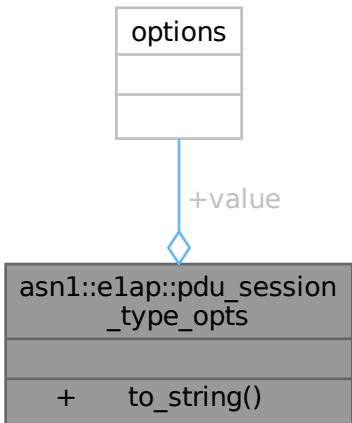 options
+value
asn1::e1ap::pdu_session
_type_opts
+ to_string()